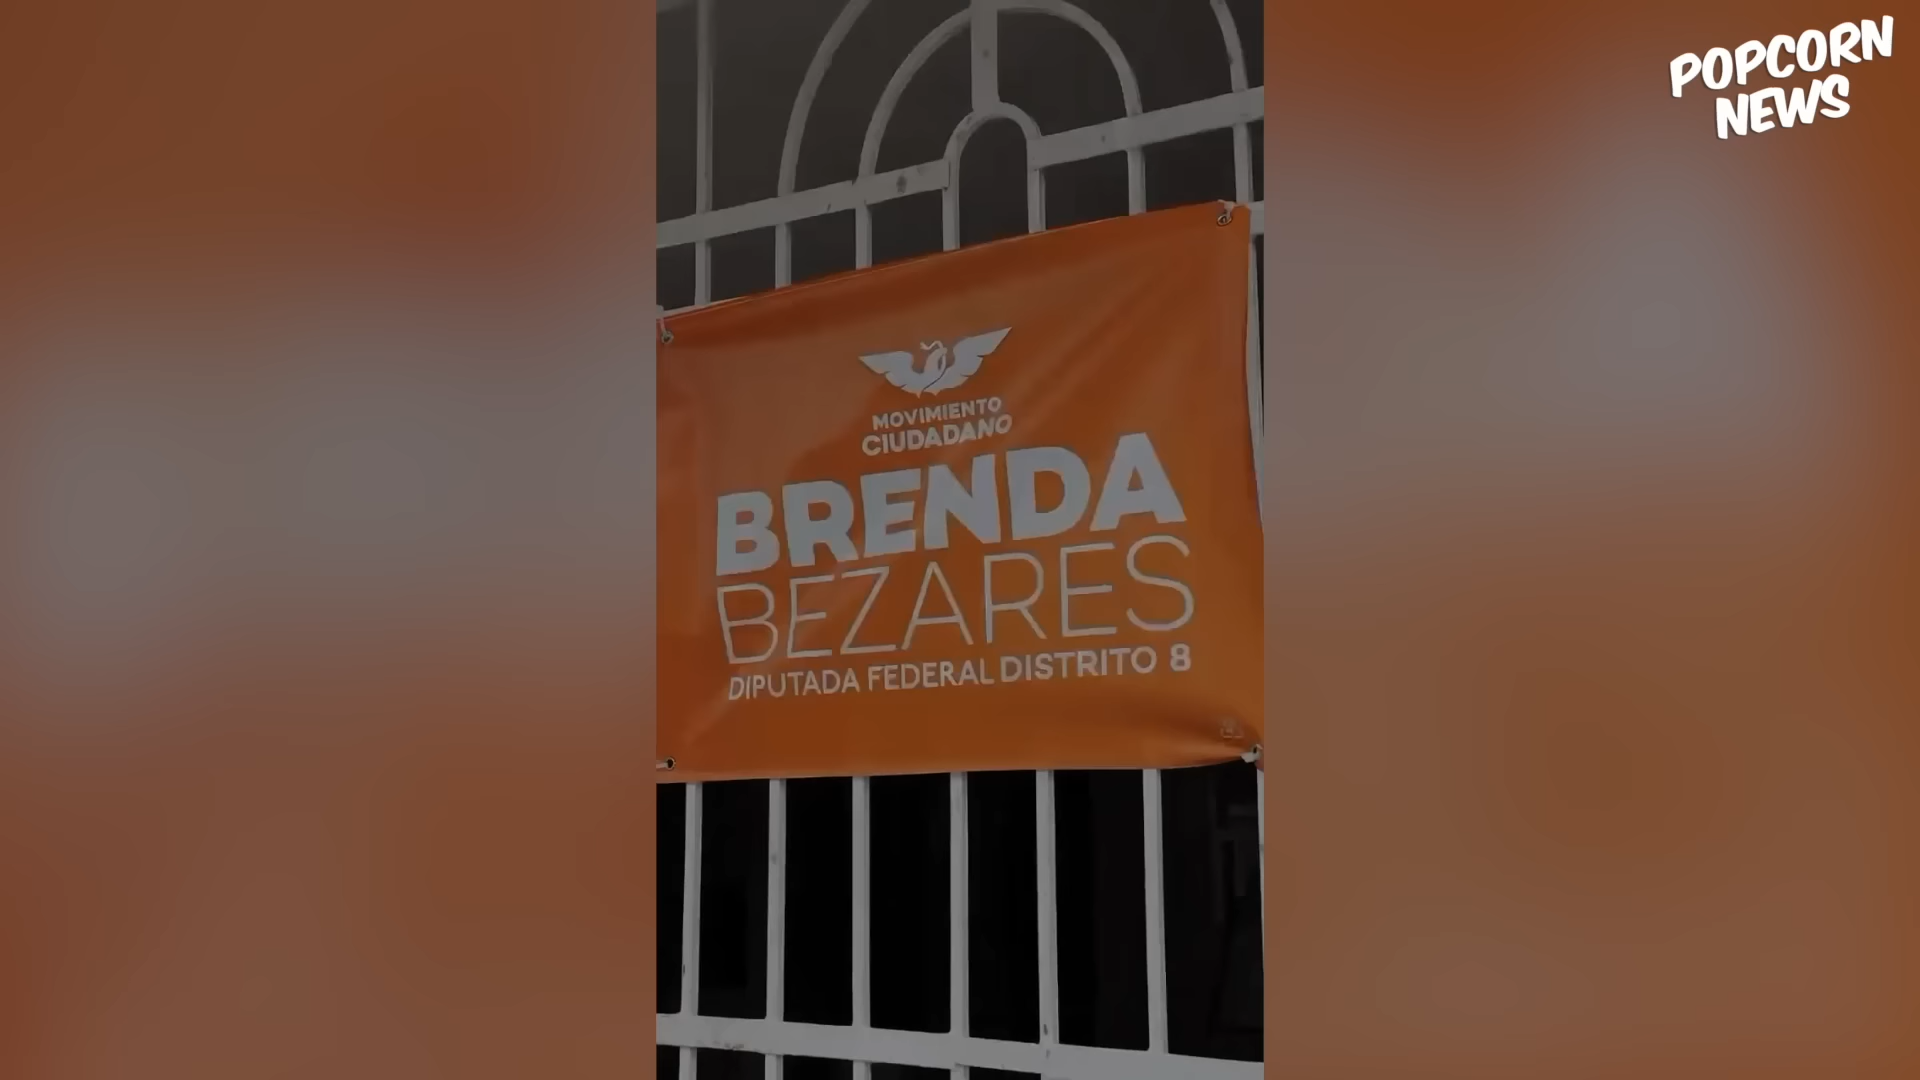 POPCORN
NEWS
MOVIMIENTO
CIUDADANO
BRENDA
BEZARES
DIPUTADA FEDERAL DISTRITO 8